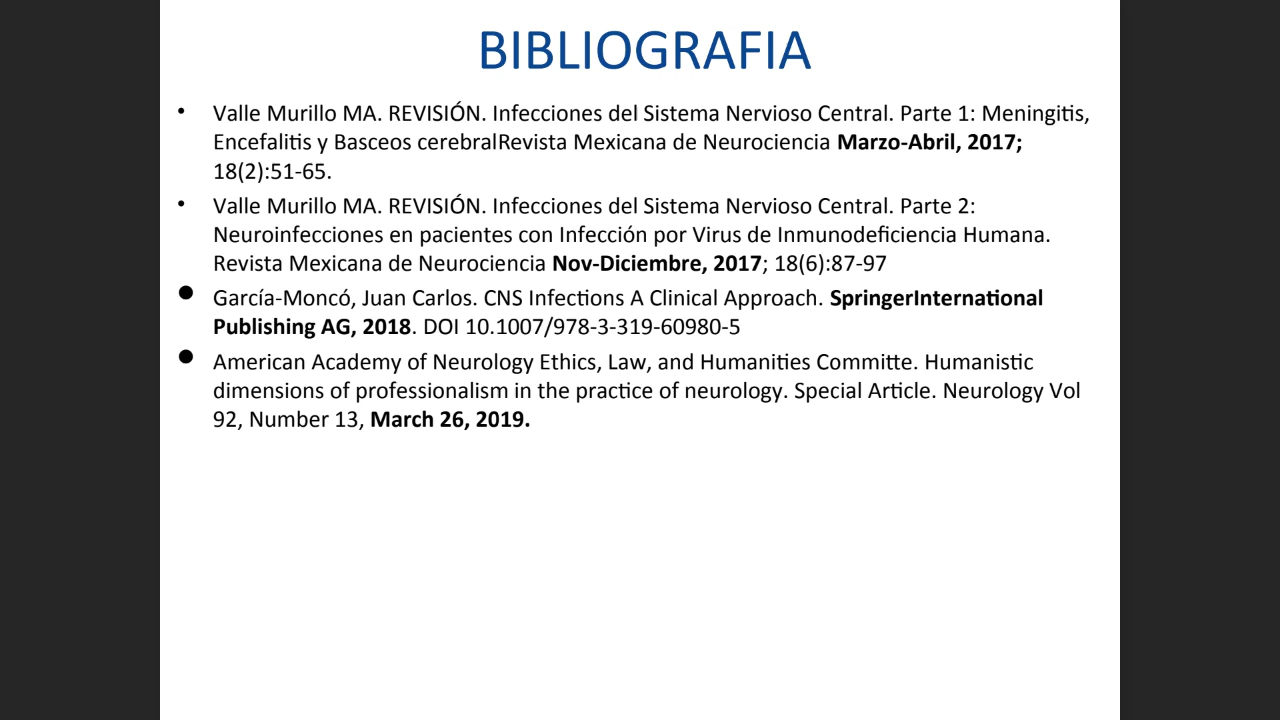 BIBLIOGRAFIA
• Valle Murillo MA. REVISIÓN. Infecciones del Sistema Nervioso Central. Parte 1: Meningitis,
Encefalitis y Basceos cerebralRevista Mexicana de Neurociencia Marzo-Abril, 2017;
18(2):51-65.
• Valle Murillo MA. REVISIÓN. Infecciones del Sistema Nervioso Central. Parte 2:
Neuroinfecciones en pacientes con Infección por Virus de Inmunodeficiencia Humana.
Revista Mexicana de Neurociencia Nov-Diciembre, 2017; 18(6):87-97
● García-Moncó, Juan Carlos. CNS Infections A Clinical Approach. SpringerInternational
Publishing AG, 2018. DOI 10.1007/978-3-319-60980-5
● American Academy of Neurology Ethics, Law, and Humanities Committe. Humanistic
dimensions of professionalism in the practice of neurology. Special Article. Neurology Vol
92, Number 13, March 26, 2019.